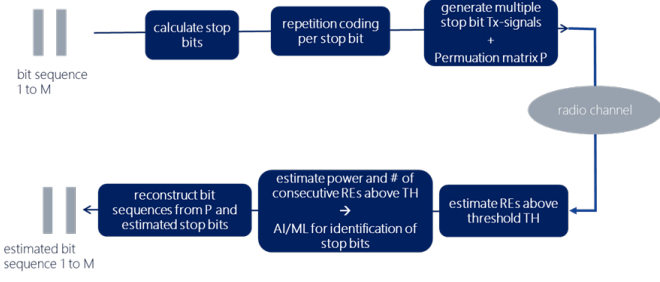 bit sequence
1 to M
calculate stop
bits
repetition coding
per stop bit
generate multiple
stop bit Tx-signals
+
Permuation matrix P
radio channel
estimate REs above
threshold TH
estimate power and # of
consecutive REs above TH
→
AI/ML for identification of
stop bits
reconstruct bit
sequences from P and
estimated stop bits
estimated bit
sequence 1 to M